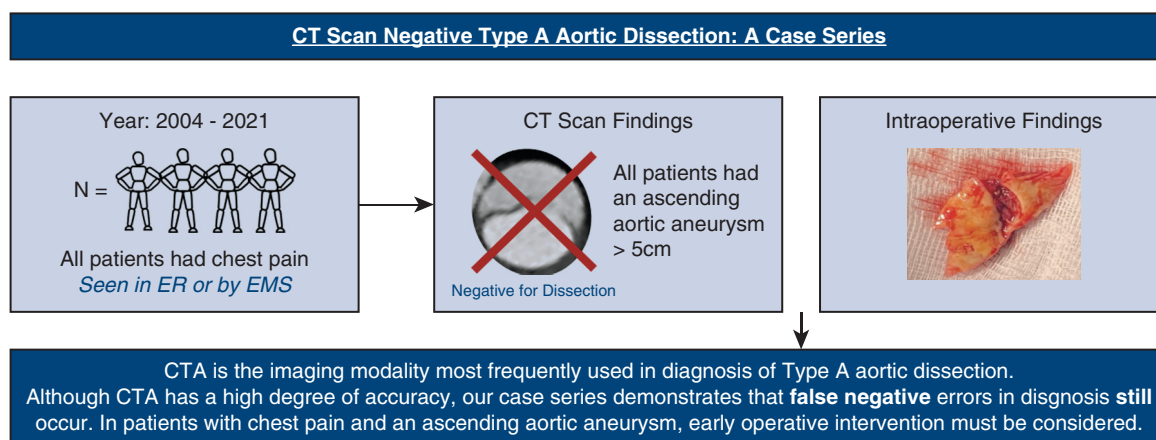 CT Scan Negative Type A Aortic Dissection: A Case Series
Year: 2004 - 2021
N =
All patients had chest pain
Seen in ER or by EMS
CT Scan Findings
All patients had
an ascending
aortic aneurysm
> 5cm
Negative for Dissection
Intraoperative Findings
CTA is the imaging modality most frequently used in diagnosis of Type A aortic dissection.
Although CTA has a high degree of accuracy, our case series demonstrates that false negative errors in disgnosis still
occur. In patients with chest pain and an ascending aortic aneurysm, early operative intervention must be considered.